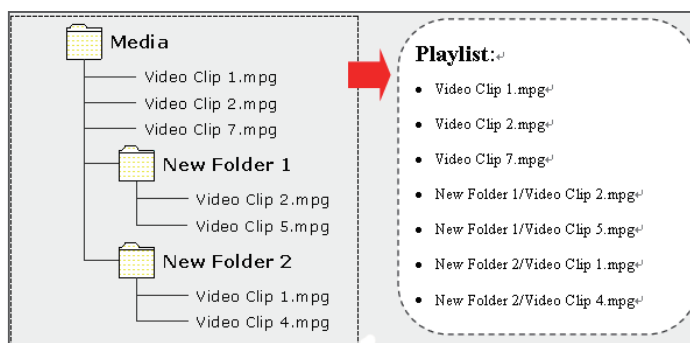 Media
Video Clip 1.mpg
Video Clip 2.mpg
Video Clip 7.mpg
New Folder 1
Video Clip 2.mpg
Video Clip 5.mpg
New Folder 2
Video Clip 1.mpg
Video Clip 4.mpg
Playlist:↵
• Video Clip 1.mpg↵
• Video Clip 2.mpg↵
• Video Clip 7.mpg↵
• New Folder 1/Video Clip 2.mpg↵
• New Folder 1/Video Clip 5.mpg↵
• New Folder 2/Video Clip 1.mpg↵
• New Folder 2/Video Clip 4.mpg↵